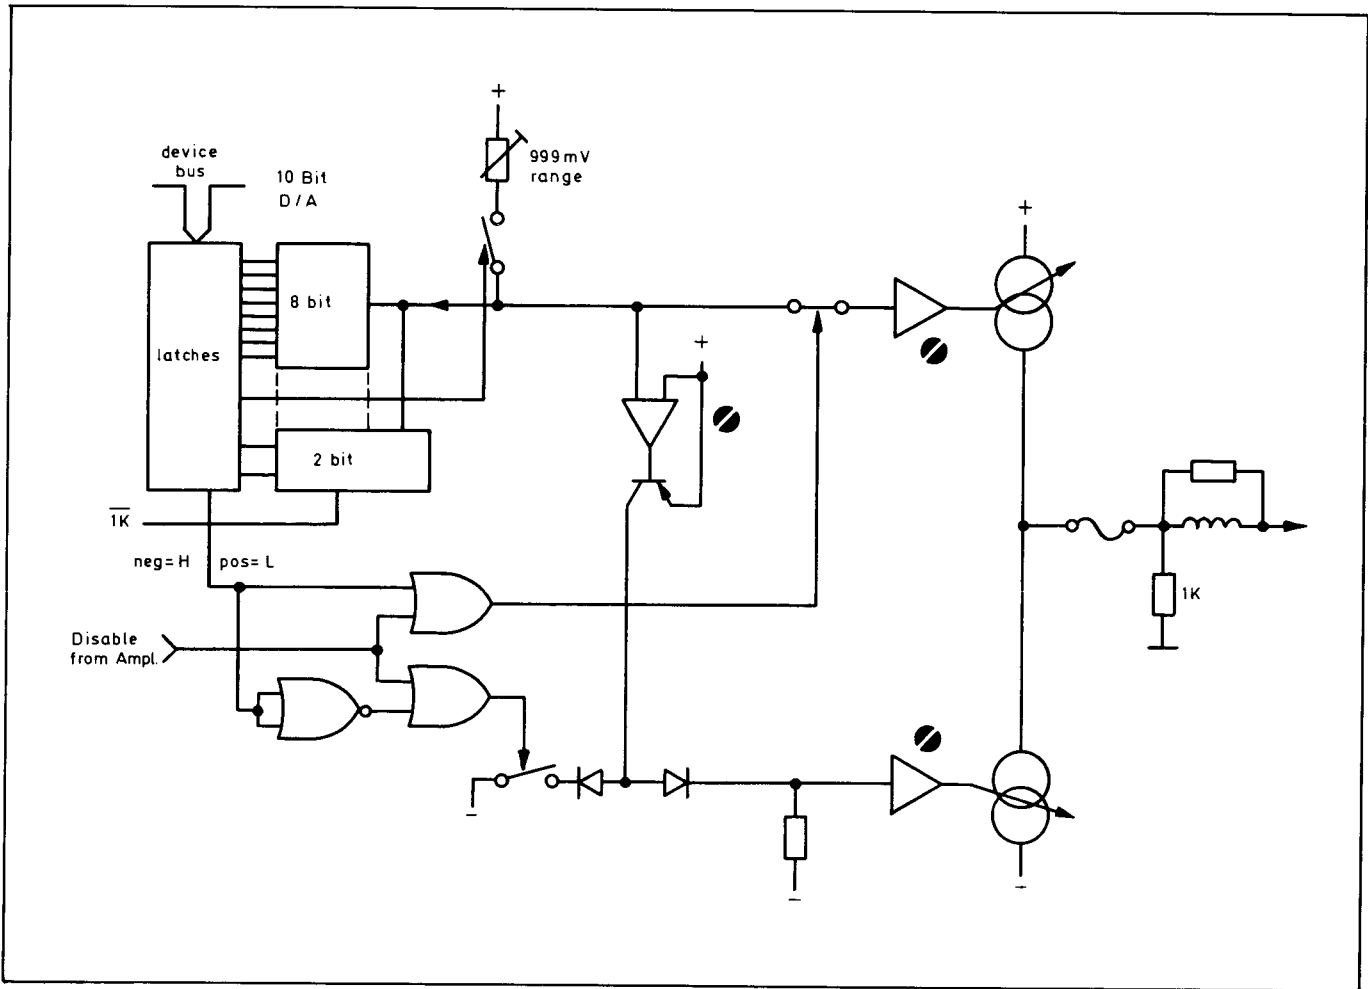 +
device
bus
10 Bit
D/A
999mV
range
+
8 bit
latches
+
2 bit
1K
neg=H
pos=L
1K
Disable
from Ampl.
-
-
-